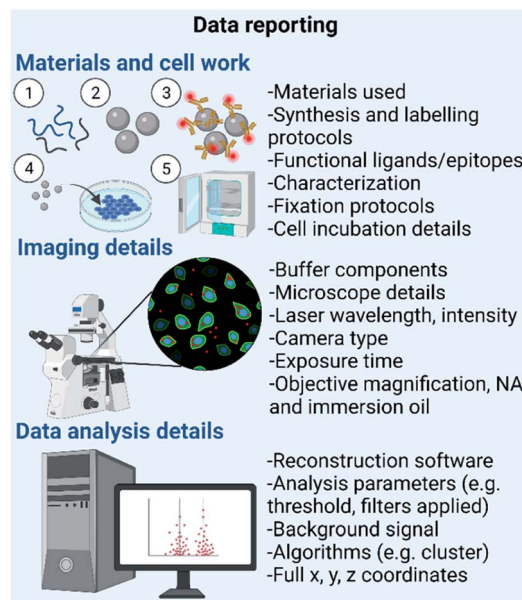 Data reporting
Materials and cell work
1
2
3
4
5
-Materials used
-Synthesis and labelling
protocols
-Functional ligands/epitopes
-Characterization
-Fixation protocols
-Cell incubation details
Imaging details
-Buffer components
-Microscope details
-Laser wavelength, intensity
-Camera type
-Exposure time
-Objective magnification, NA
and immersion oil
Data analysis details
-Reconstruction software
-Analysis parameters (e.g.
threshold, filters applied)
-Background signal
-Algorithms (e.g. cluster)
-Full x, y, z coordinates